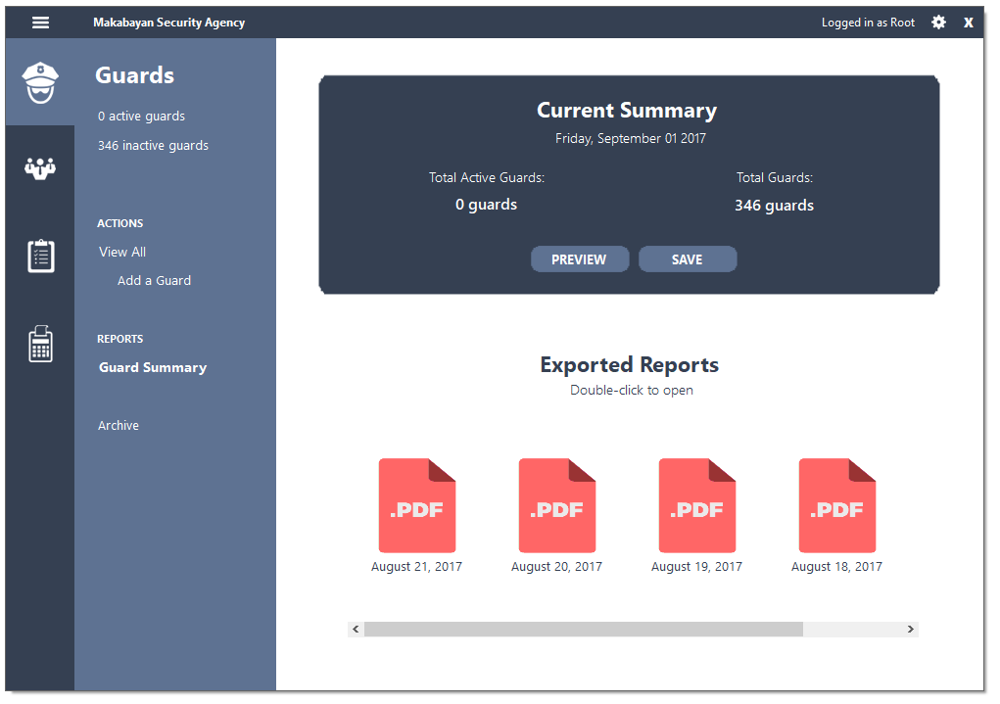 Makabayan Security Agency
Logged in as Root
X
Guards
0 active guards
346 inactive guards
ACTIONS
View All
Add a Guard
REPORTS
Guard Summary
Archive
Current Summary
Friday, September 01 2017
Total Active Guards:
0 guards
Total Guards:
346 guards
PREVIEW
SAVE
Exported Reports
Double-click to open
.PDF
August 21, 2017
.PDF
August 20, 2017
.PDF
August 19, 2017
.PDF
August 18, 2017